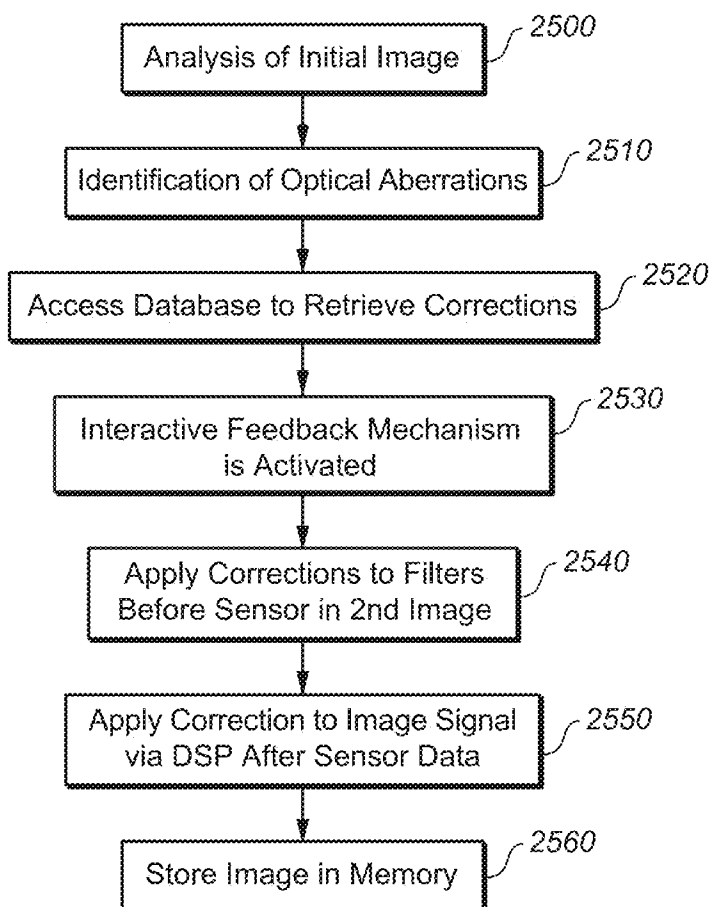 2500
Analysis of Initial Image
2510
Identification of Optical Aberrations
2520
Access Database to Retrieve Corrections
2530
Interactive Feedback Mechanism
is Activated
2540
Apply Corrections to Filters
Before Sensor in 2nd Image
2550
Apply Correction to Image Signal
via DSP After Sensor Data
2560
Store Image in Memory